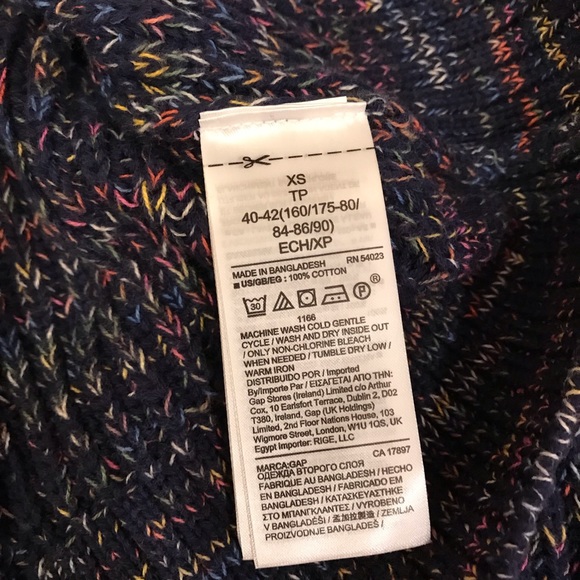 XS
TP
40-42(160/175-80/
84-86/90)
ECH/XP
MADE IN BANGLADESH RN 54023
■ US/GB/EG : 100% COTTON
30 P ®
1166
MACHINE WASH COLD GENTLE
CYCLE / WASH AND DRY INSIDE OUT
/ ONLY NON-CHLORINE BLEACH
WHEN NEEDED / TUMBLE DRY LOW /
WARM IRON
DISTRIBUIDO POR / Imported
By/Importe Par / ΕΙΣΑΓΕΤΑΙ ΑΠΟ ΤΗΝ:
Gap Stores (Ireland) Limited c/o Arthur
Cox, 10 Earlsfort Terrace, Dublin 2, D02
T380, Ireland, Gap (UK Holdings)
Limited, 2nd Floor Nations House, 103
Wigmore Street, London, W1U 1QS, UK
Egypt Importer: RIGE, LLC
MARCA:GAP CA 17897
ОДЕЖДА ВТОРОГО СЛОЯ
FABRIQUE AU BANGLADESH / HECHO
EN BANGLADESH / FABRICADO EM
BANGLADESH / ΚΑΤΑΣΚΕΥΑΣΤΗΚΕ
ΣΤΟ ΜΠΑΝΓΚΛΑΝΤΕΣ / VYROBENO
V BANGLADÉŠI / 孟加拉製造 / ZEMLJA
PROIZVODNJE BANGLADEŠ /